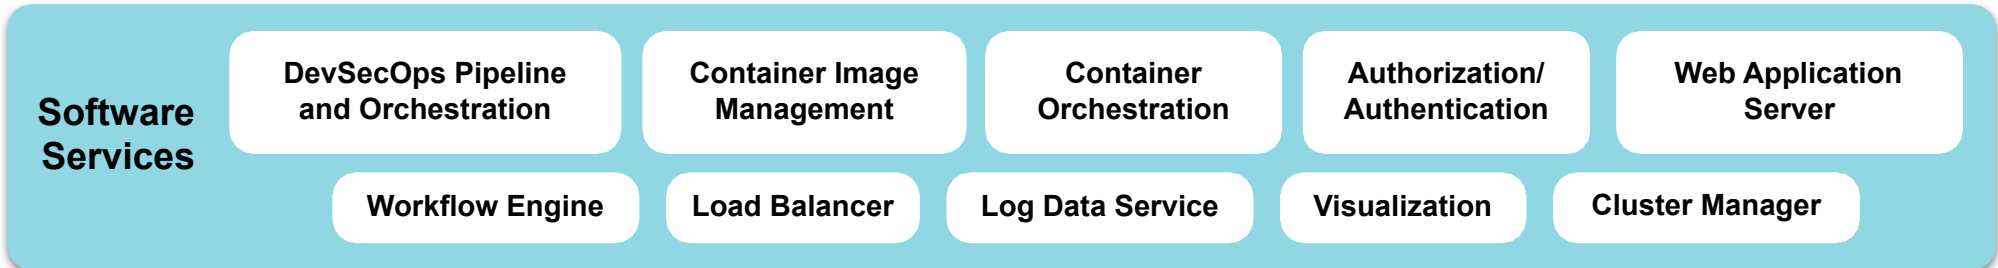 Software
Services
DevSecOps Pipeline
and Orchestration
Container Image
Management
Container
Orchestration
Authorization/
Authentication
Web Application
Server
Workflow Engine
Load Balancer
Log Data Service
Visualization
Cluster Manager